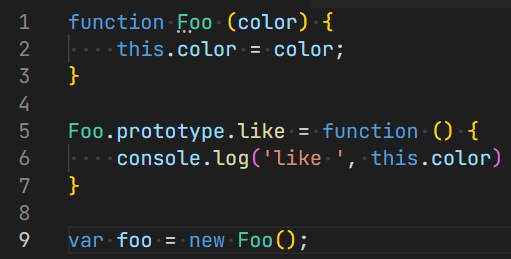 1 function Foo (color) {
2     this.color = color;
3 }
4
5 Foo.prototype.like = function () {
6     console.log('like ', this.color)
7 }
8
9 var foo = new Foo();